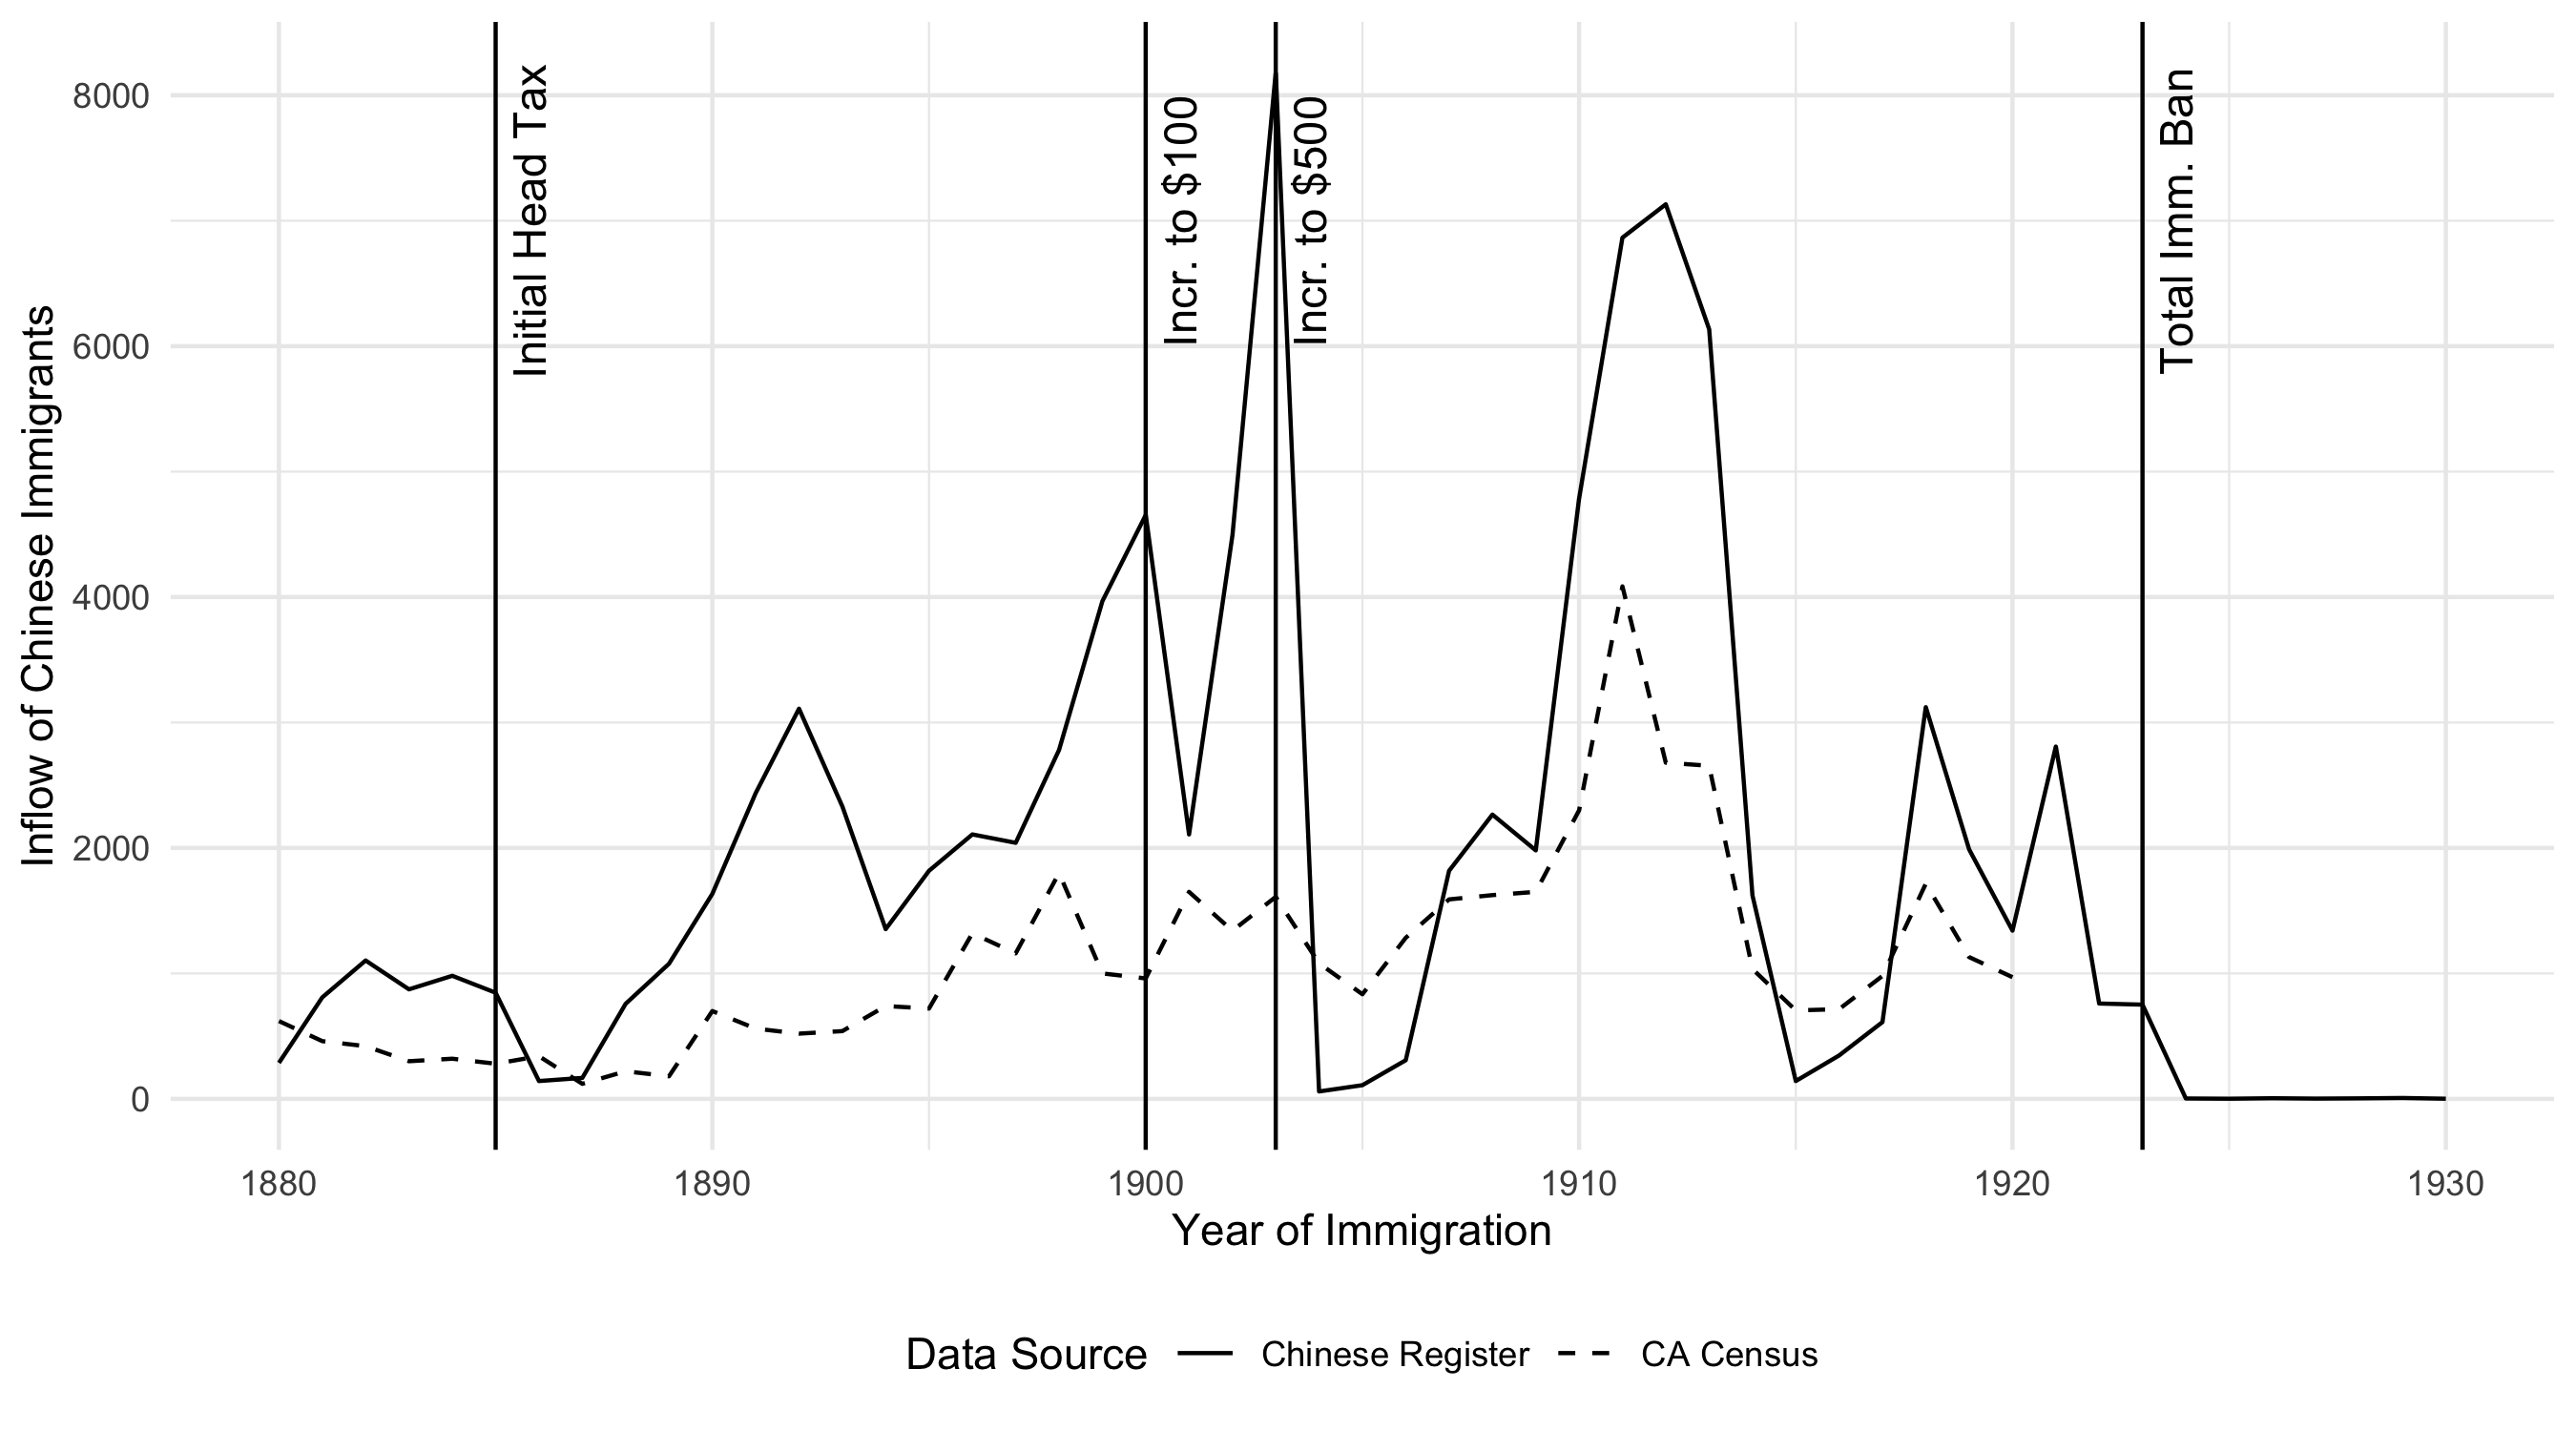 Inflow of Chinese Immigrants
8000
6000
4000
2000
0
Initial Head Tax
Incr. to $100
Incr. to $500
Total Imm. Ban
1880 1890 1900 1910 1920 1930
Year of Immigration
Data Source Chinese Register CA Census